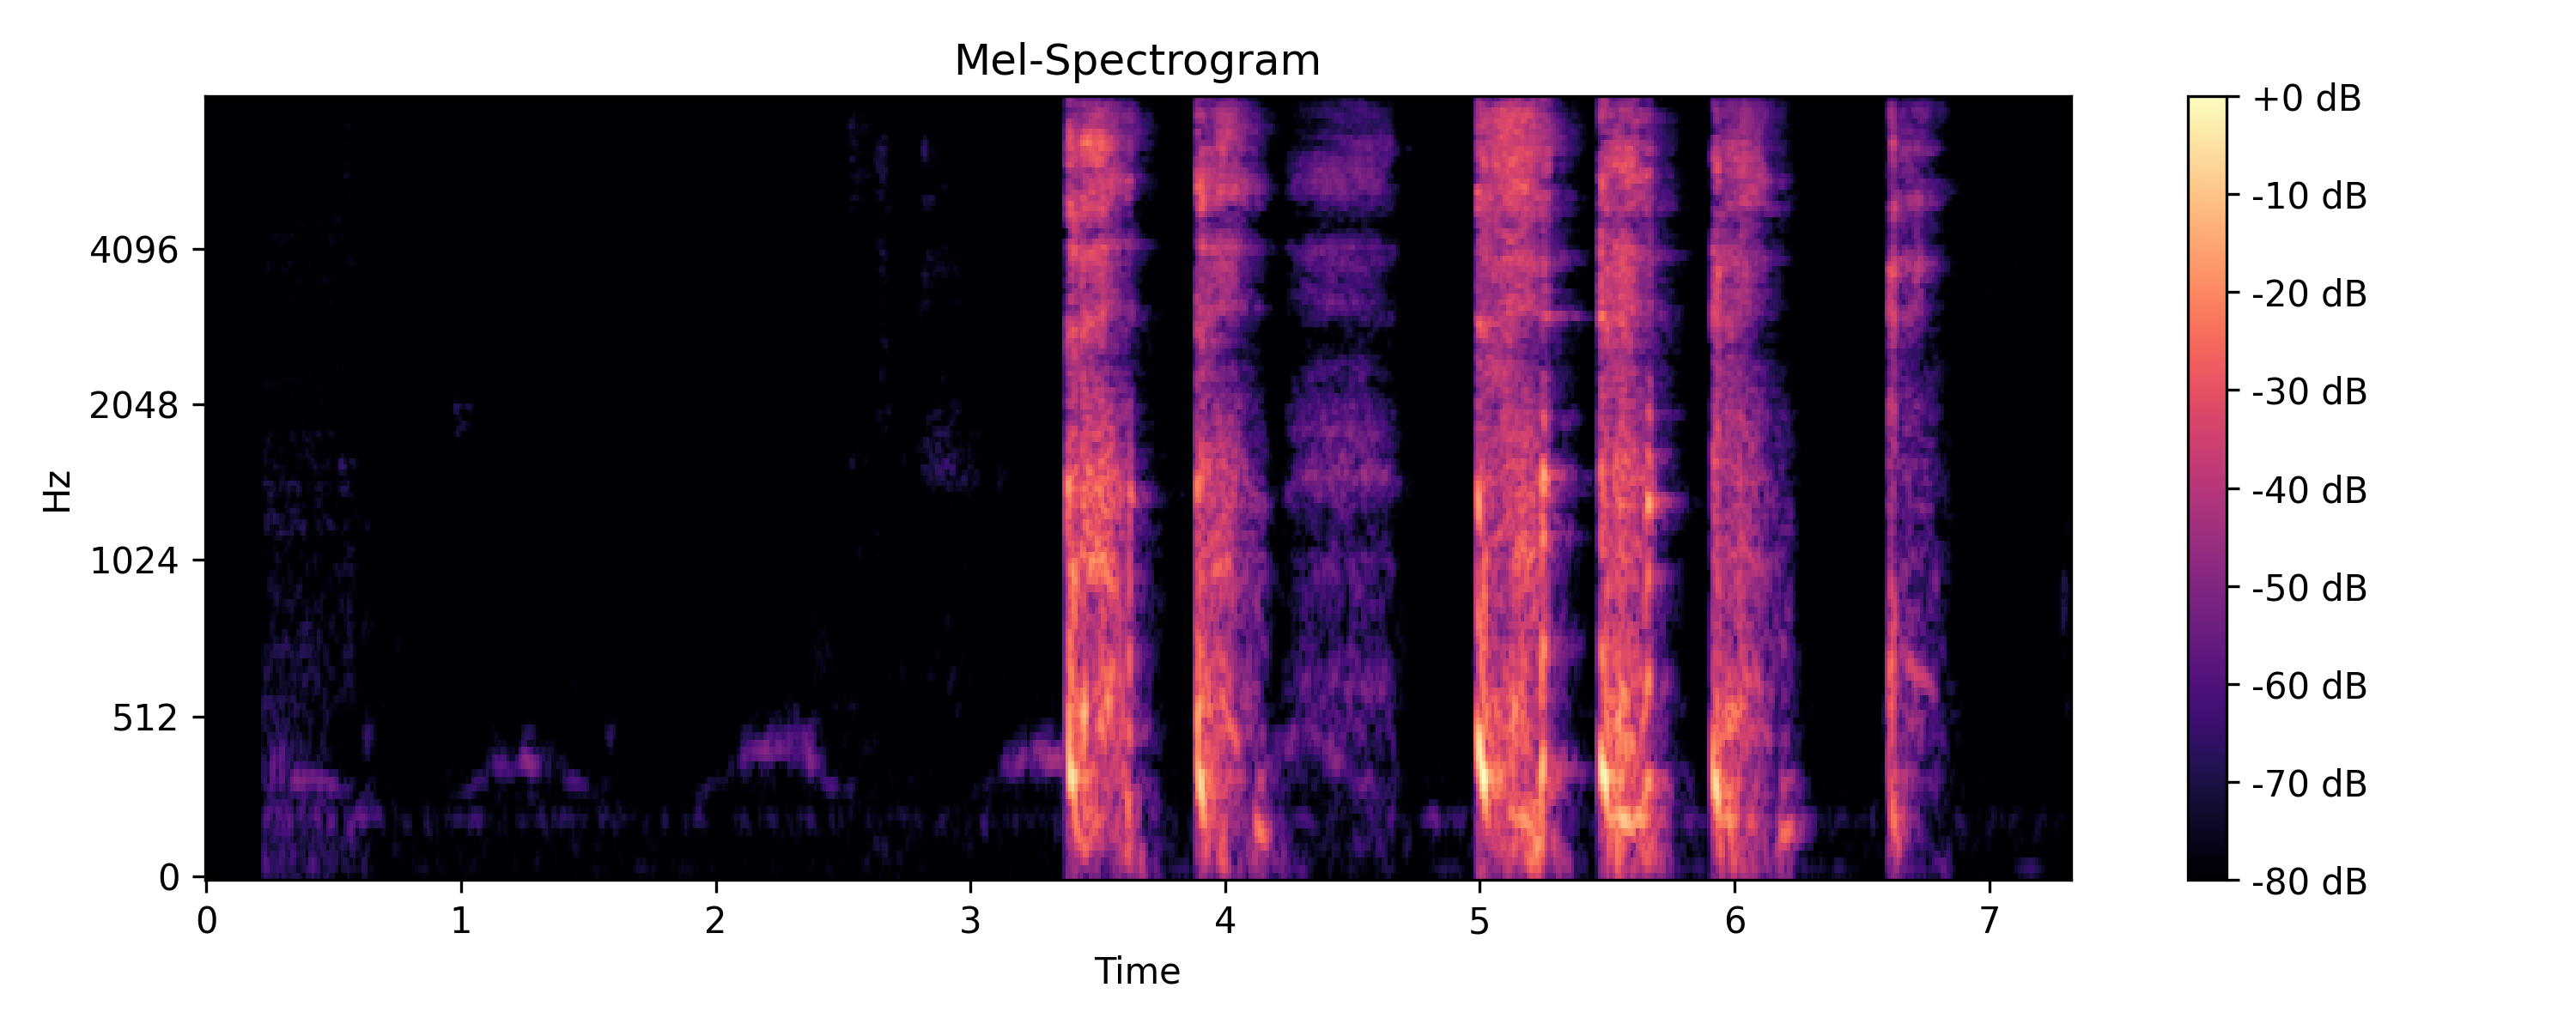 Mel-Spectrogram
+0 dB
-10 dB
4096
-20 dB
-30 dB
2048
Hz
-40 dB
1024
-50 dB
-60 dB
512
-70 dB
0
-80 dB
0 1 2 3 4 5 6 7
Time